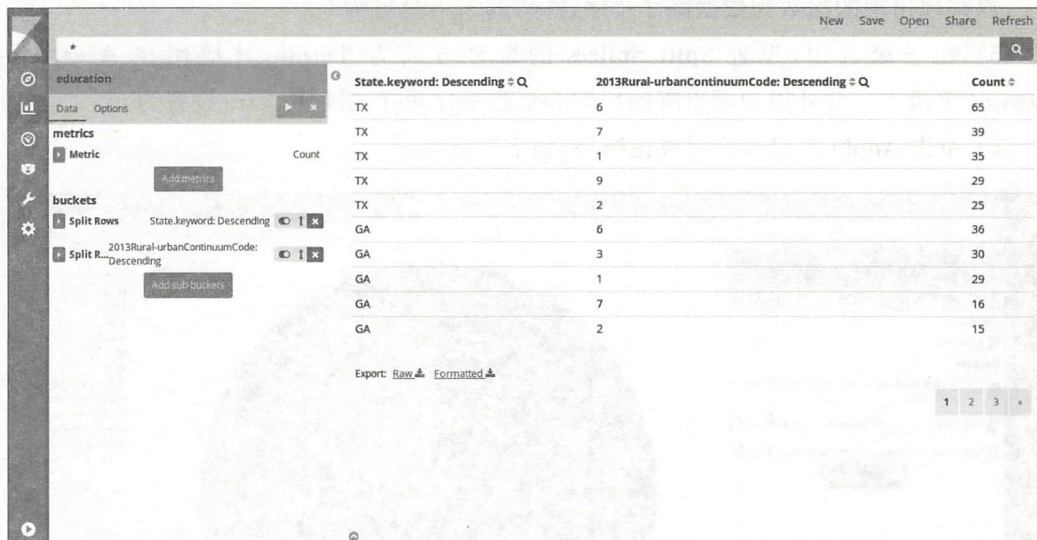 New Save Open Share Refresh
*
education
Data Options
metrics
Metric Count
Add metrics
buckets
Split Rows State.keyword: Descending
Split R... 2013Rural-urbanContinuumCode: Descending
Add sub-buckets
State.keyword: Descending 2013Rural-urbanContinuumCode: Descending Count
TX 6 65
TX 7 39
TX 1 35
TX 9 29
TX 2 25
GA 6 36
GA 3 30
GA 1 29
GA 7 16
GA 2 15
Export: Raw Formatted
1 2 3 »